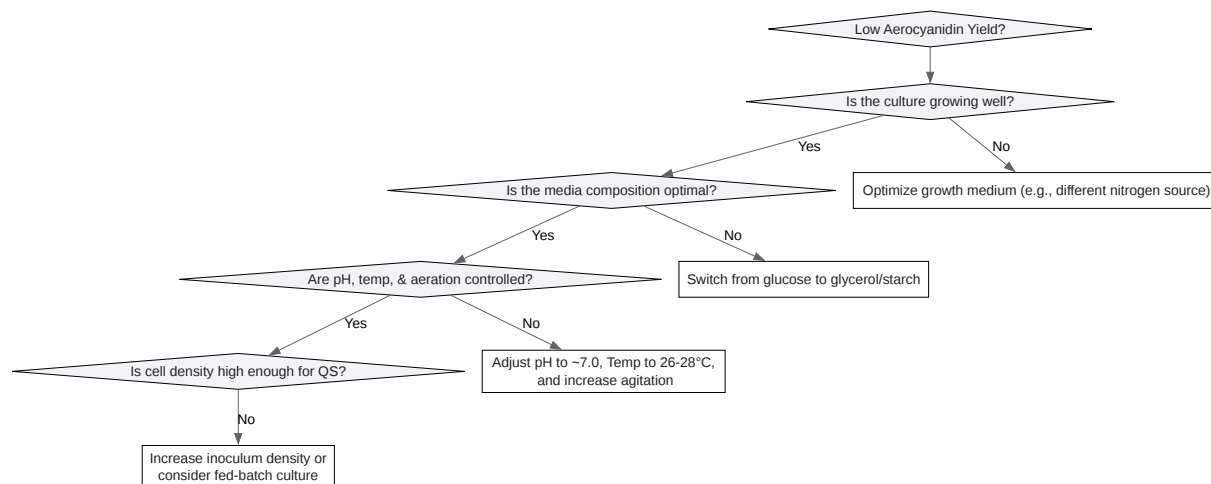 Low Aerocyanidin Yield?
Is the culture growing well?
Yes
No
Is the media composition optimal?
Optimize growth medium (e.g., different nitrogen source)
Yes
No
Are pH, temp, & aeration controlled?
Switch from glucose to glycerol/starch
Yes
No
Is cell density high enough for QS?
Adjust pH to ~7.0, Temp to 26-28°C,
and increase agitation
No
Increase inoculum density or
consider fed-batch culture